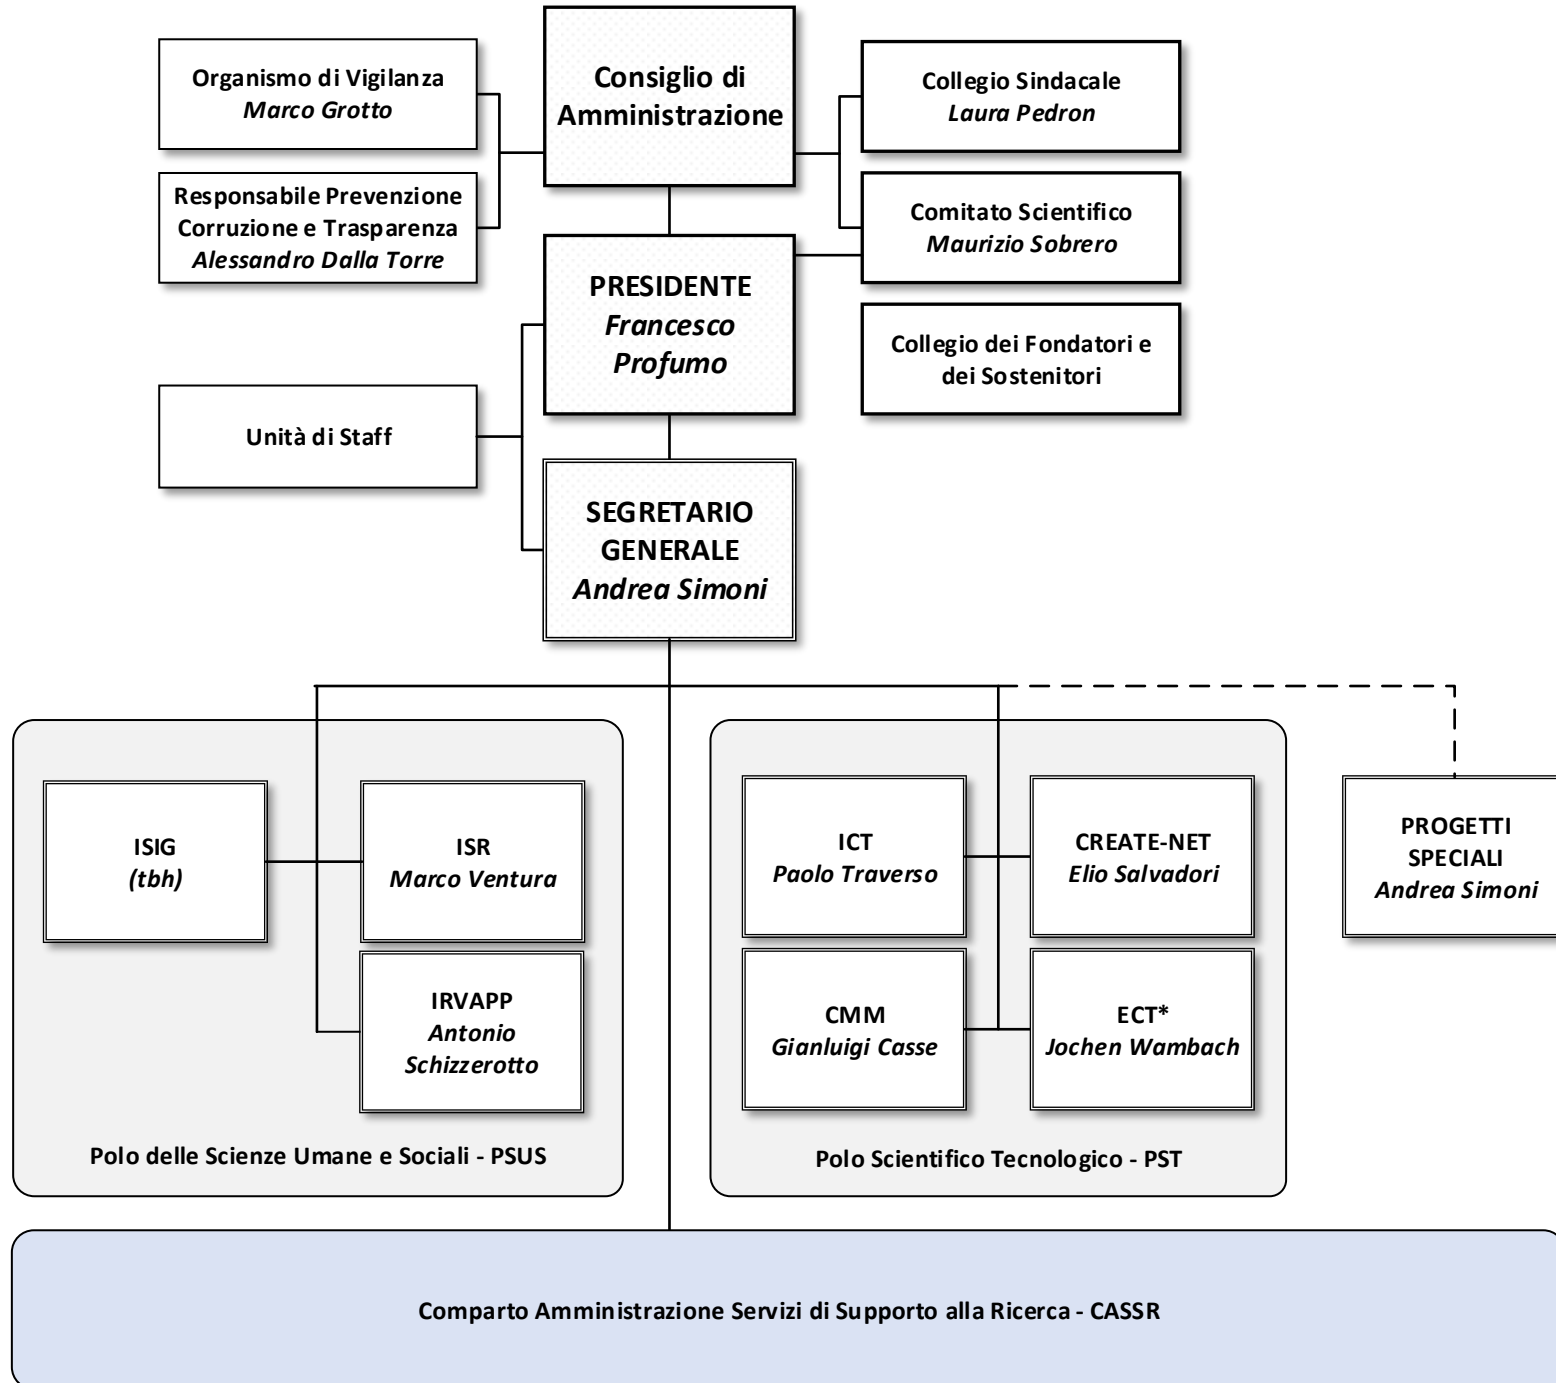 Consiglio di
Amministrazione
Organismo di Vigilanza
Marco Grotto
Responsabile Prevenzione
Corruzione e Trasparenza
Alessandro Dalla Torre
Collegio Sindacale
Laura Pedron
Comitato Scientifico
Maurizio Sobrero
Collegio dei Fondatori e
dei Sostenitori
PRESIDENTE
Francesco
Profumo
Unità di Staff
SEGRETARIO
GENERALE
Andrea Simoni
ISIG
(tbh)
ISR
Marco Ventura
IRVAPP
Antonio
Schizzerotto
Polo delle Scienze Umane e Sociali - PSUS
ICT
Paolo Traverso
CREATE-NET
Elio Salvadori
CMM
Gianluigi Casse
ECT*
Jochen Wambach
Polo Scientifico Tecnologico - PST
PROGETTI
SPECIALI
Andrea Simoni
Comparto Amministrazione Servizi di Supporto alla Ricerca - CASSR